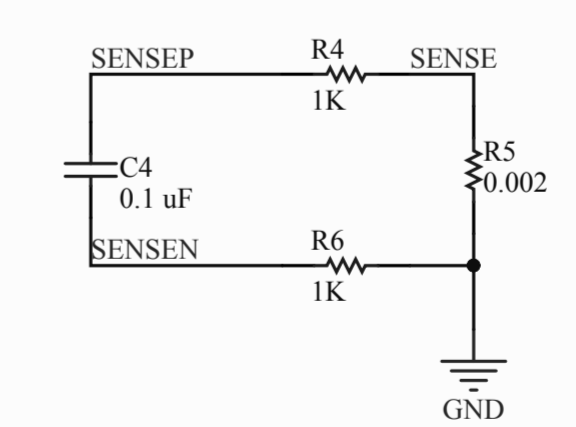 SENSEP
R4
SENSE
1K
C4
0.1 uF
R5
0.002
SENSEN
R6
1K
GND